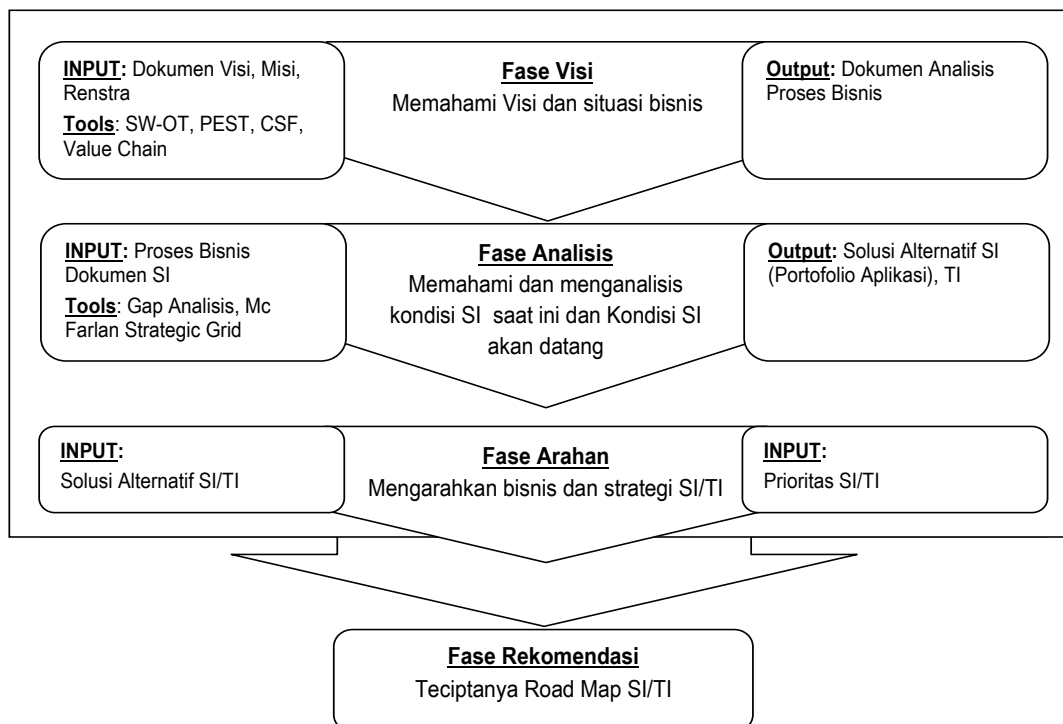 INPUT: Dokumen Visi, Misi,
Renstra
Tools: SW-OT, PEST, CSF,
Value Chain
Fase Visi
Memahami Visi dan situasi bisnis
Output: Dokumen Analisis
Proses Bisnis
INPUT: Proses Bisnis
Dokumen SI
Tools: Gap Analisis, Mc
Farlan Strategic Grid
Fase Analisis
Memahami dan menganalisis
kondisi SI saat ini dan Kondisi SI
akan datang
Output: Solusi Alternatif SI
(Portofolio Aplikasi), TI
INPUT:
Solusi Alternatif SI/TI
Fase Arahan
Mengarahkan bisnis dan strategi SI/TI
INPUT:
Prioritas SI/TI
Fase Rekomendasi
Teciptanya Road Map SI/TI